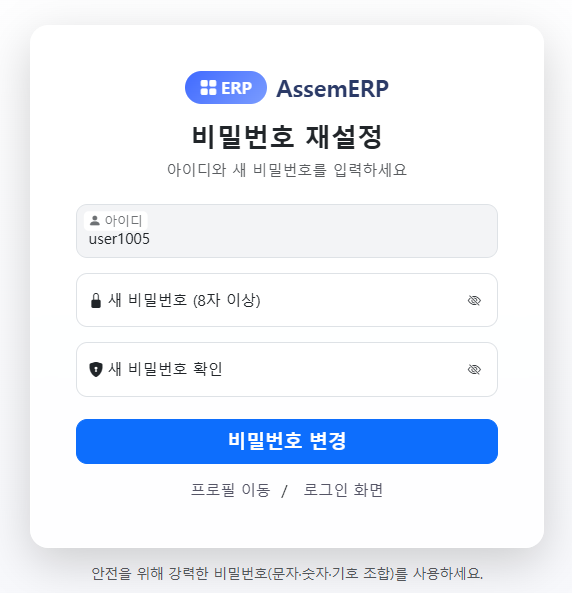 ERP AssemERP
비밀번호 재설정
아이디와 새 비밀번호를 입력하세요
아이디
user1005
새 비밀번호 (8자 이상)
새 비밀번호 확인
비밀번호 변경
프로필 이동 / 로그인 화면
안전을 위해 강력한 비밀번호(문자·숫자·기호 조합)를 사용하세요.